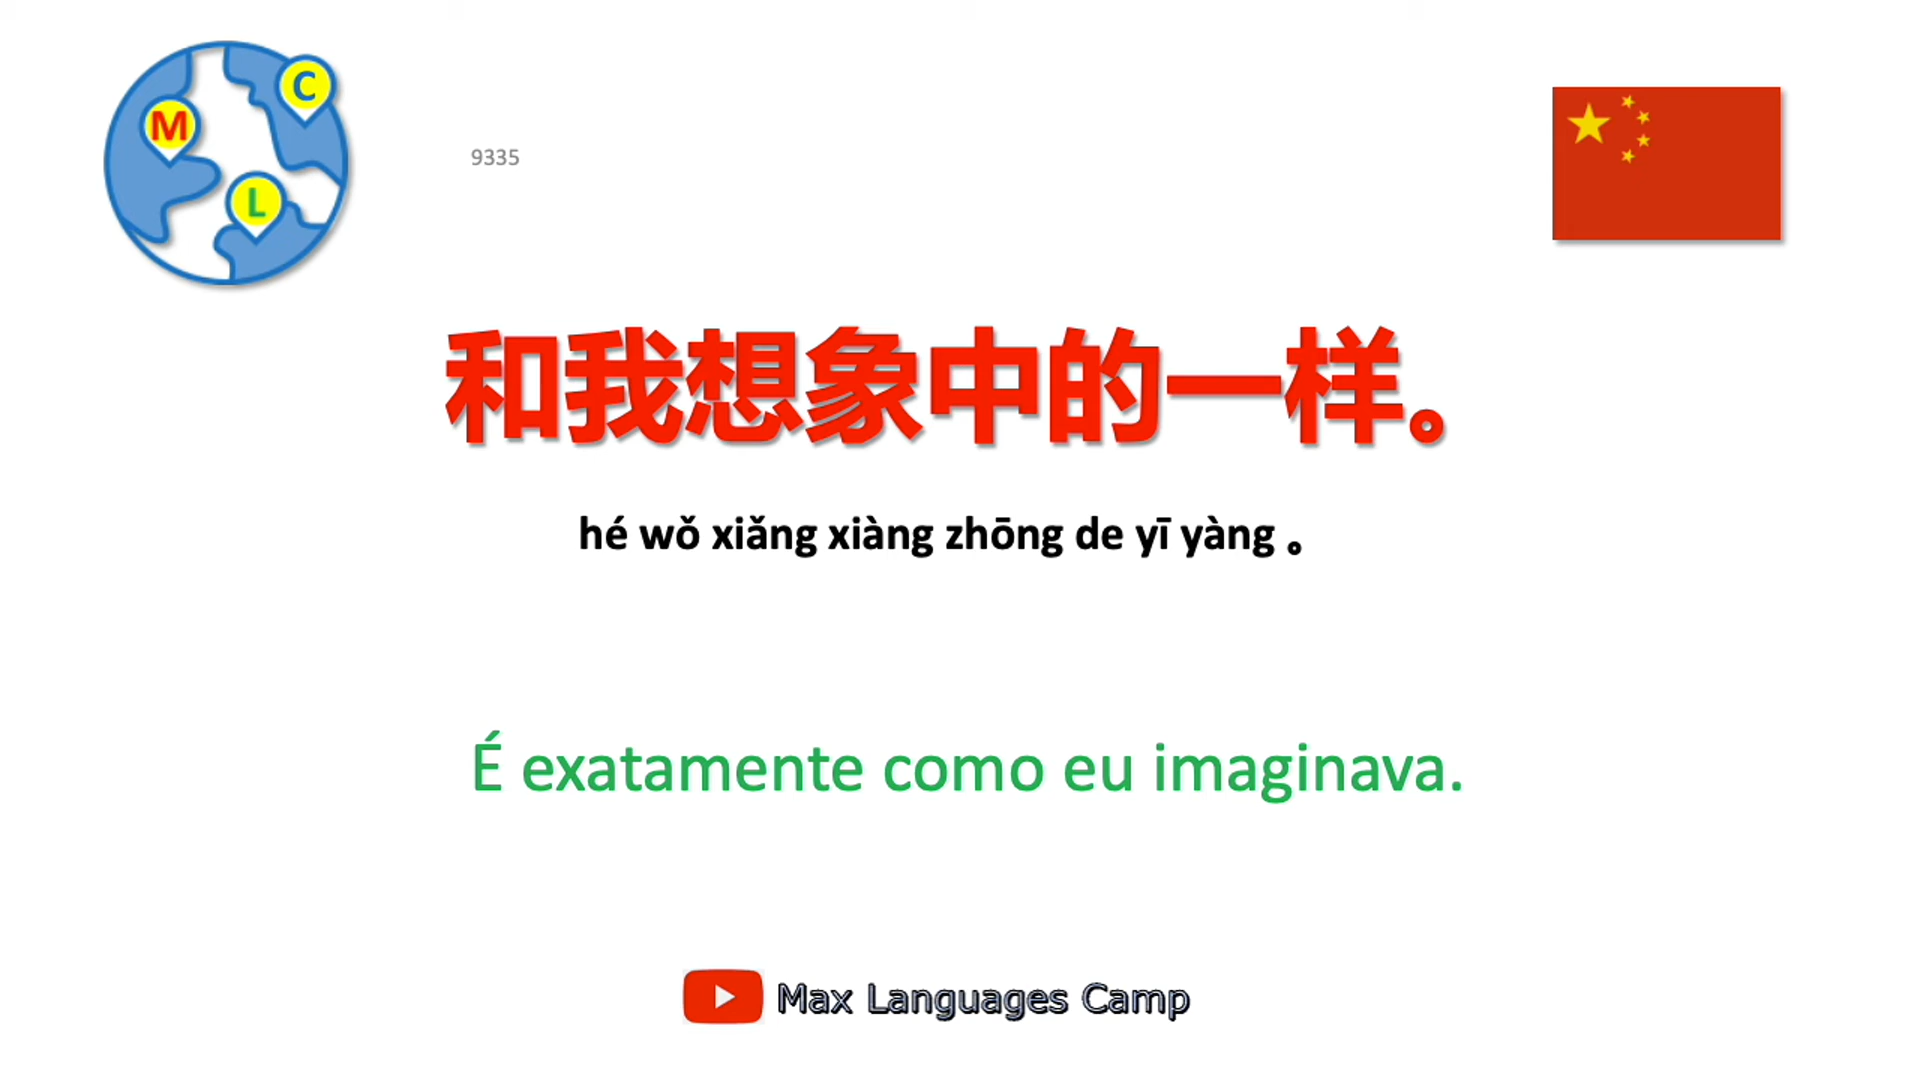 M
C
L
9335
和我想象中的一样。
hé wǒ xiǎng xiàng zhōng de yī yàng 。
É exatamente como eu imaginava.
Max Languages Camp